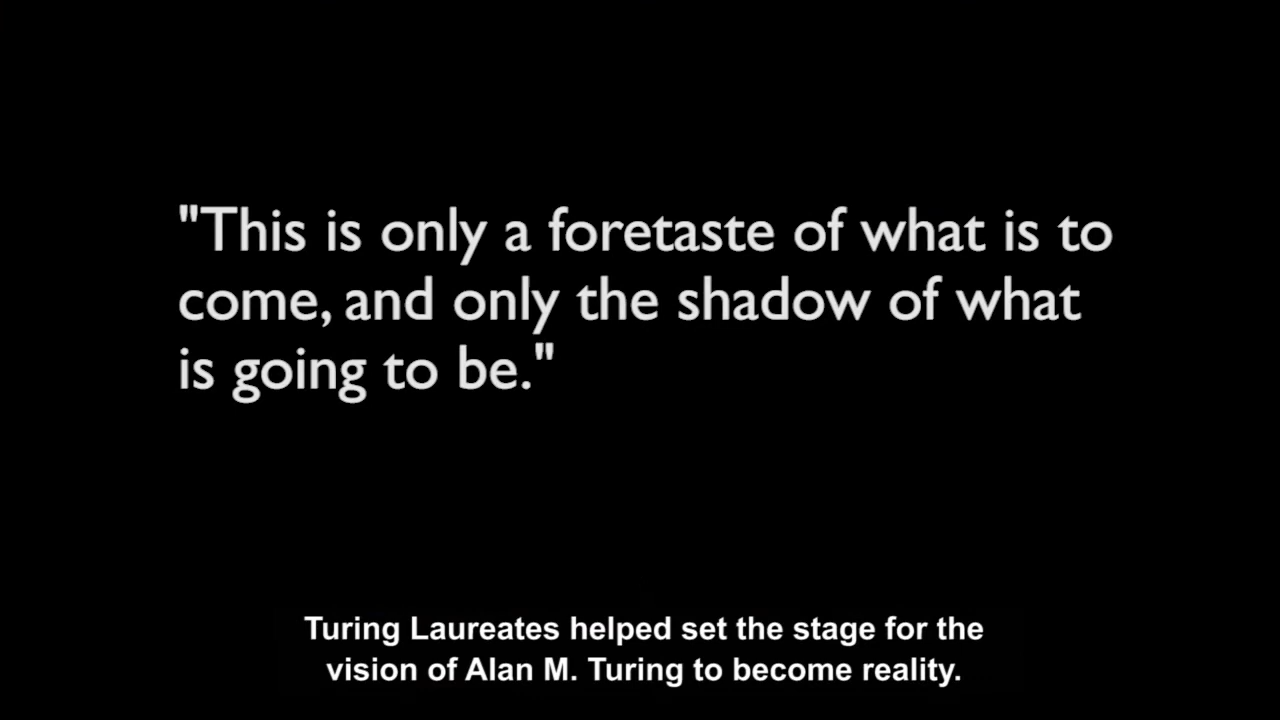 "This is only a foretaste of what is to
come, and only the shadow of what
is going to be."
Turing Laureates helped set the stage for the
vision of Alan M. Turing to become reality.